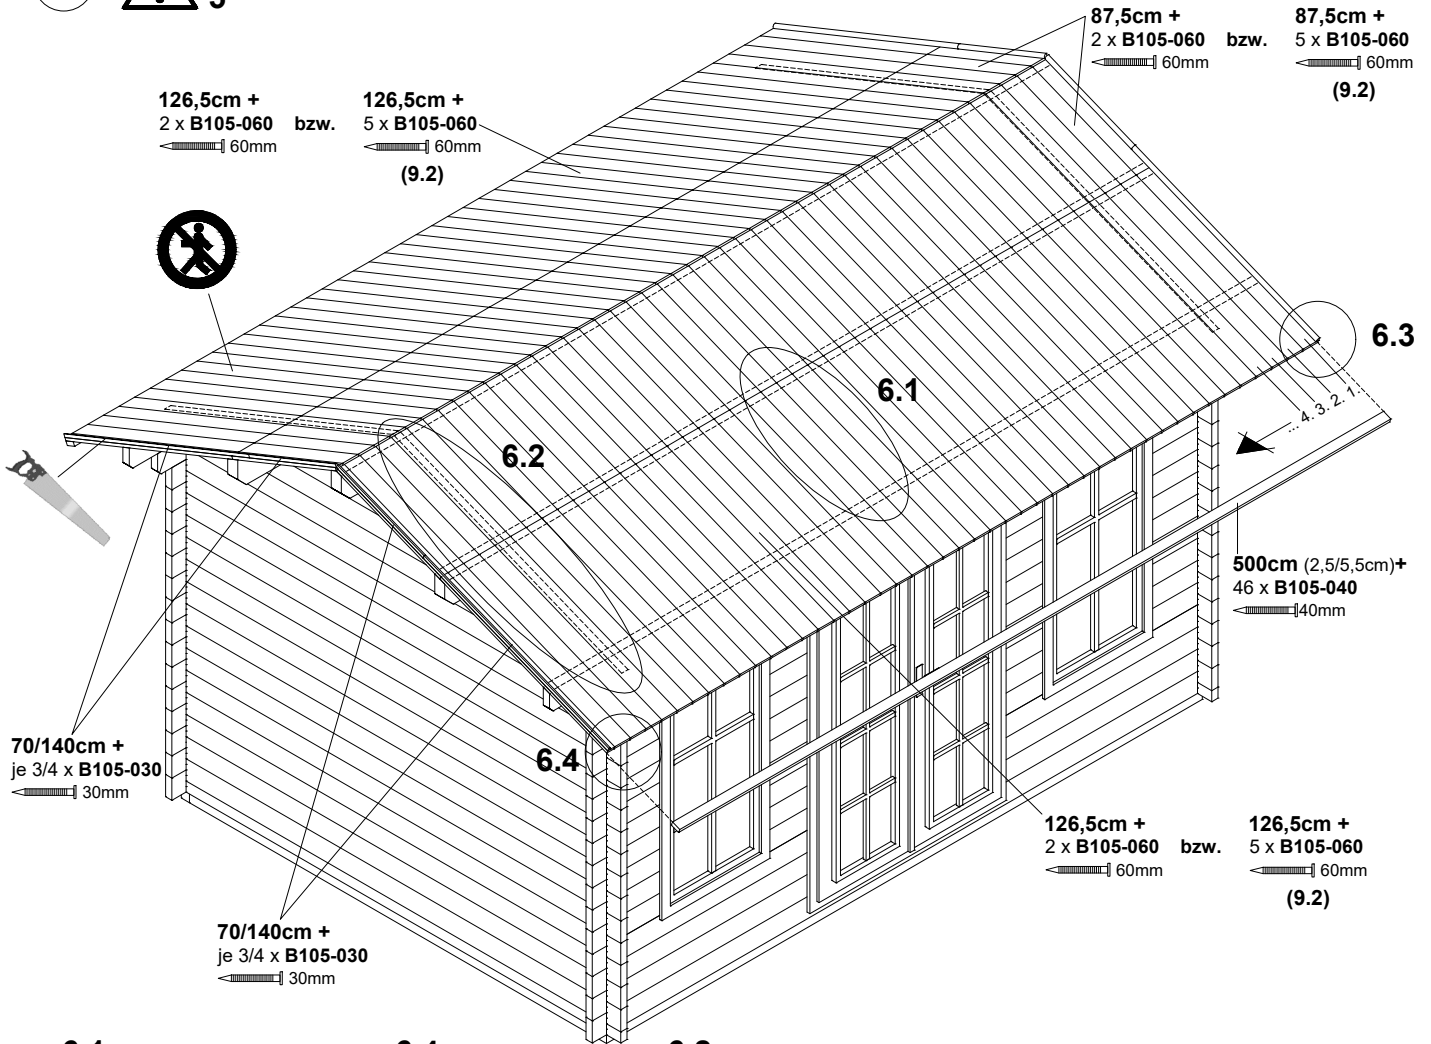 5
87,5cm +
2 x B105-060 bzw.
60mm
87,5cm +
5 x B105-060
60mm
(9.2)
126,5cm +
2 x B105-060 bzw.
60mm
126,5cm +
5 x B105-060
60mm
(9.2)
6.3
6.1
6.2
... 4. 3. 2. 1.
500cm (2,5/5,5cm)+
46 x B105-040
40mm
70/140cm +
je 3/4 x B105-030
30mm
6.4
126,5cm +
2 x B105-060 bzw.
60mm
126,5cm +
5 x B105-060
60mm
(9.2)
70/140cm +
je 3/4 x B105-030
30mm